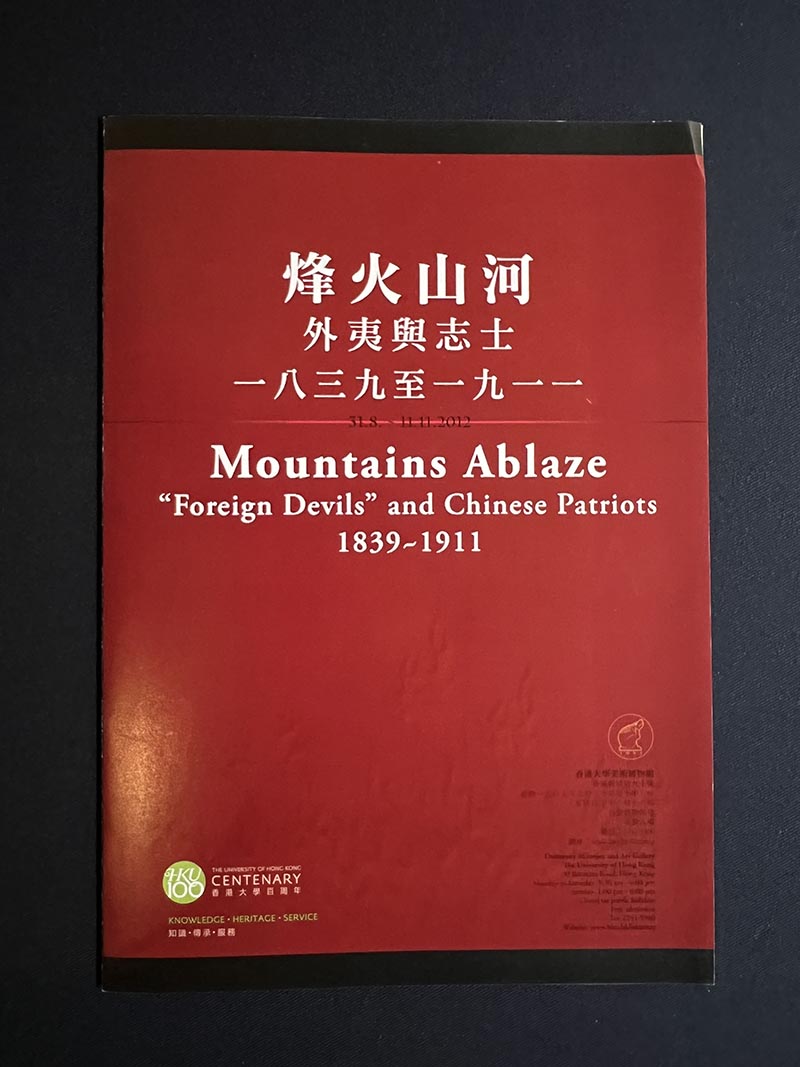 烽火山河
外夷與志士
一八三九至一九一一
31.8. - 11.11.2012
Mountains Ablaze
“Foreign Devils” and Chinese Patriots
1839~1911
香港大學美術博物館
University Museum and Art Gallery
The University of Hong Kong
90 Bonham Road, Hong Kong
HKU
100
THE UNIVERSITY OF HONG KONG
CENTENARY
香港大學百周年
KNOWLEDGE · HERITAGE · SERVICE
知識 · 傳承 · 服務